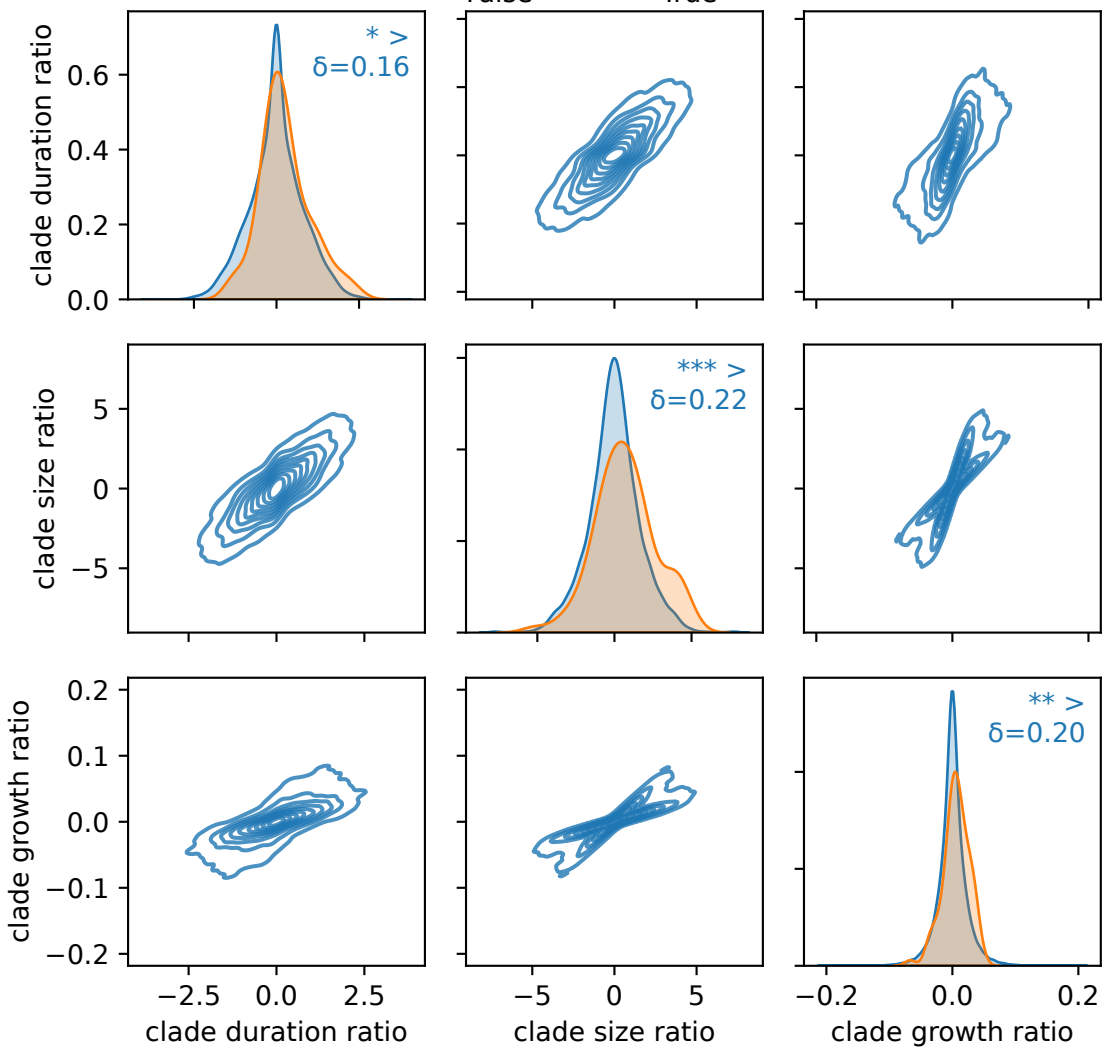 False True
clade duration ratio
0.6
0.4
0.2
0.0
* >
δ=0.16
clade size ratio
5
0
−5
*** >
δ=0.22
clade growth ratio
0.2
0.1
0.0
−0.1
−0.2
** >
δ=0.20
−2.5 0.0 2.5 −5 0 5 −0.2 0.0 0.2
clade duration ratio clade size ratio clade growth ratio